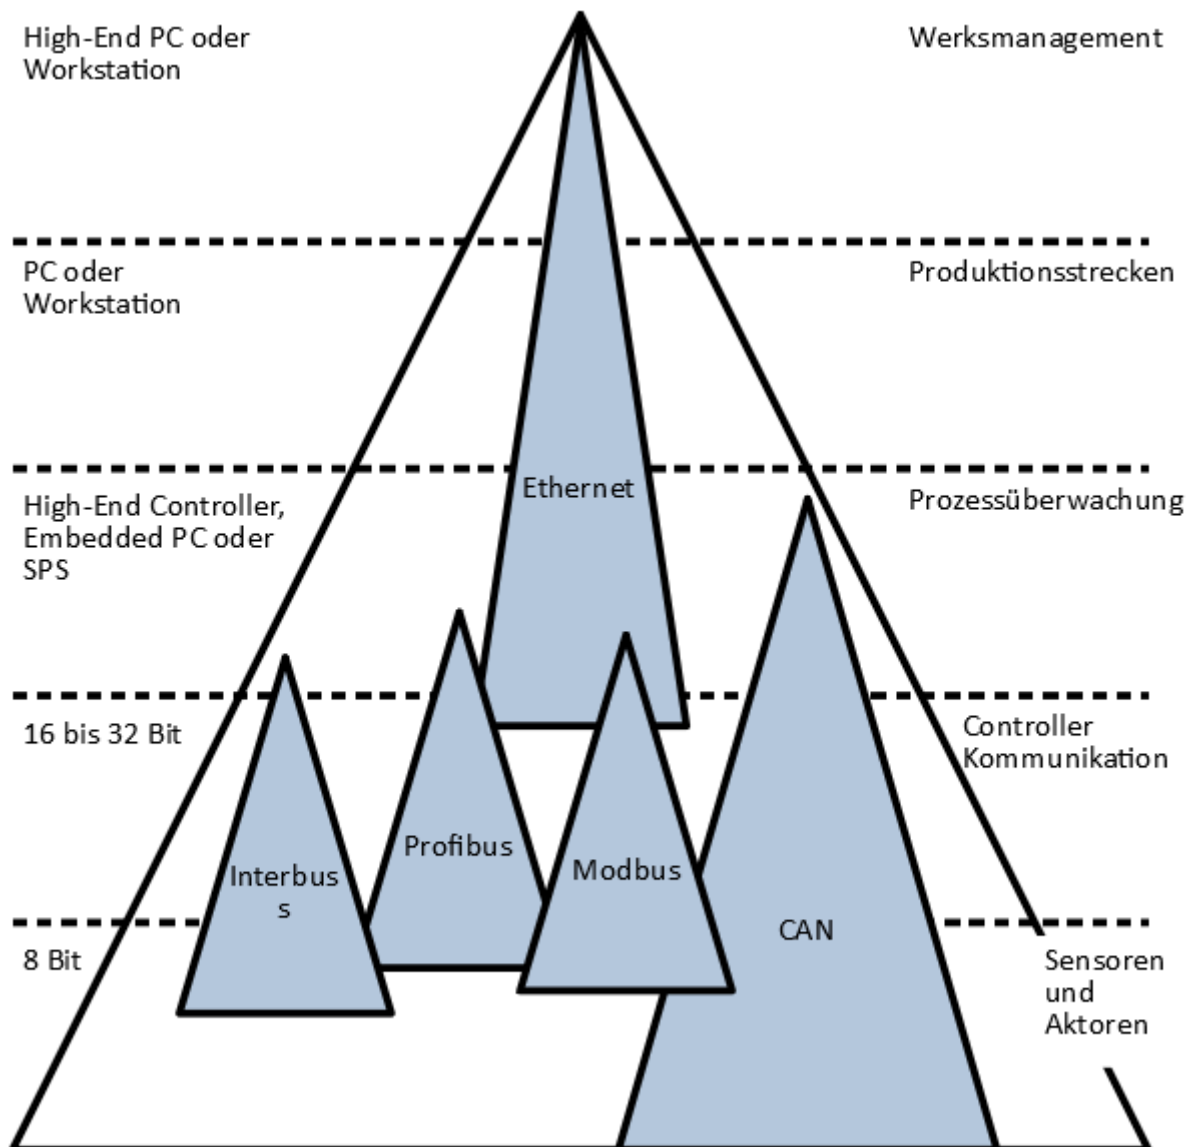 High-End PC oder
Workstation
Werksmanagement
PC oder
Workstation
Produktionsstrecken
Ethernet
High-End Controller,
Embedded PC oder
SPS
Prozessüberwachung
16 bis 32 Bit
Controller
Kommunikation
Interbus
s
Profibus
Modbus
CAN
8 Bit
Sensoren
und
Aktoren